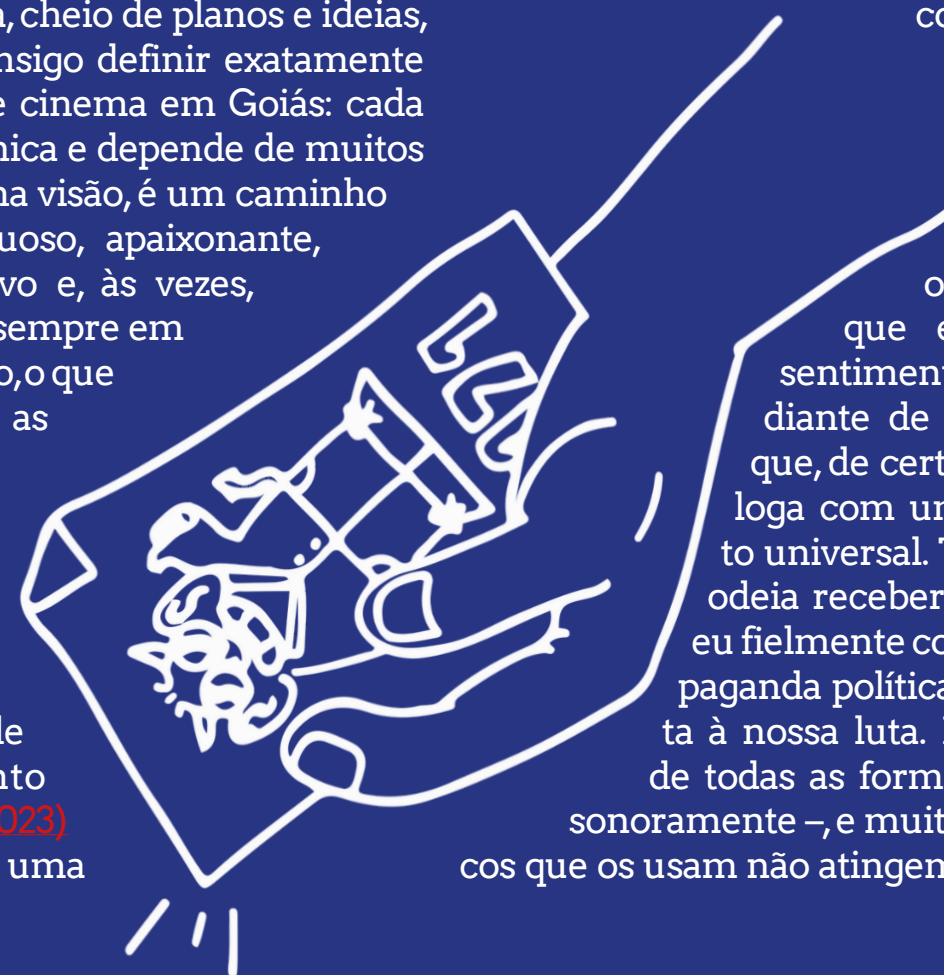 a, cheio de planos e ideias,
nsigo definir exatamente
e cinema em Goiás: cada
nica e depende de muitos
na visão, é um caminho
uoso, apaixonante,
vo e, às vezes,
sempre em
o, o que
as
de
nto
023)
uma
co
o
que e
sentiment
diante de
que, de cert
loga com un
to universal. T
odeia receber
eu fielmente co
paganda política
ta à nossa luta.
de todas as form
sonoramente –, e muit
cos que os usam não atingem